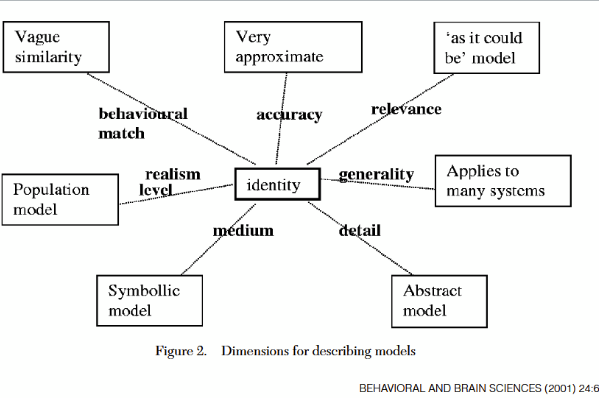 Vague
similarity
Very
approximate
‘as it could
be’ model
behavioural
match
accuracy
relevance
realism
level
generality
Population
model
identity
Applies to
many systems
medium
detail
Symbollic
model
Abstract
model
Figure 2. Dimensions for describing models
BEHAVIORAL AND BRAIN SCIENCES (2001) 24:6